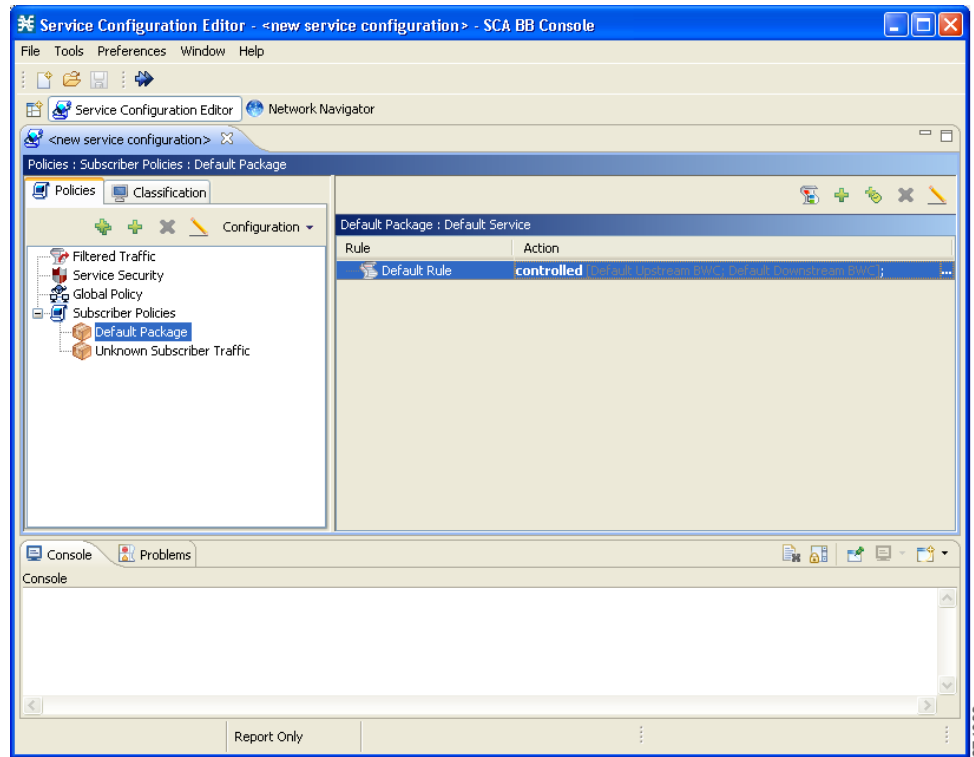 Service Configuration Editor - <new service configuration> - SCA BB Console
File Tools Preferences Window Help
Service Configuration Editor Network Navigator
<new service configuration>
Policies : Subscriber Policies : Default Package
Policies Classification
Configuration
Filtered Traffic
Service Security
Global Policy
Subscriber Policies
Default Package
Unknown Subscriber Traffic
Default Package : Default Service
Rule Action
Default Rule controlled [Default Upstream BWC; Default Downstream BWC]; ...
Console Problems
Console
Report Only